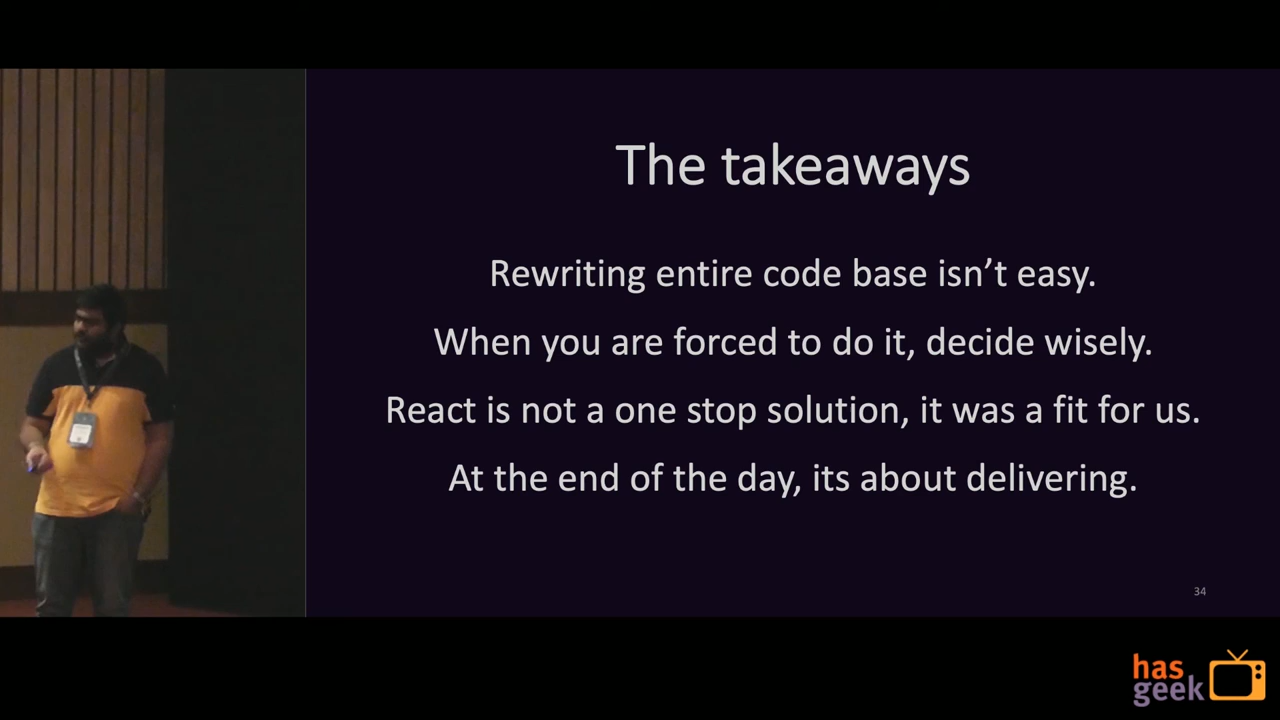 The takeaways
Rewriting entire code base isn’t easy.
When you are forced to do it, decide wisely.
React is not a one stop solution, it was a fit for us.
At the end of the day, its about delivering.
34
has
geek